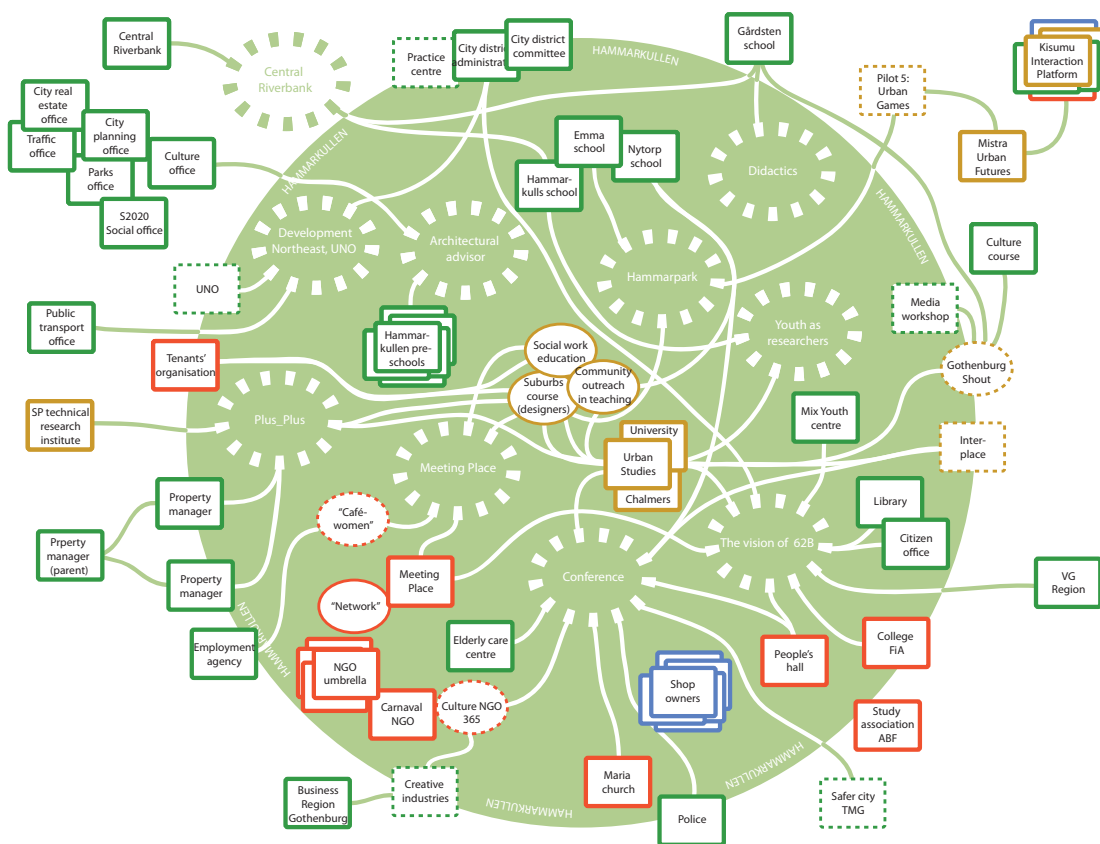 Central
Riverbank
Practice
centre
City distric
administrat
City district
committee
HAMMARKULLEN
Gårdsten
school
Kisumu
Interaction
Platform
Central
Riverbank
Pilot 5:
Urban
Games
City real
estate
office
City
planning
office
Traffic
office
Culture
office
Parks
office
S2020
Social office
HAMMARKULLEN
Emma
school
Nytorp
school
Hammar-
kulls school
Didactics
Mistra
Urban
Futures
HAMMARKULLEN
Development
Northeast, UNO
Architectural
advisor
Hammarpark
Culture
course
UNO
Media
workshop
Public
transport
office
Hammar-
kullen pre-
schools
Youth as
researchers
Tenants'
organisation
Social work
education
Community
outreach
in teaching
Suburbs
course
(designers)
Gothenburg
Shout
SP technical
research
institute
Plus_Plus
Mix Youth
centre
Inter-
place
University
Urban
Studies
Chalmers
Meeting Place
Property
manager
"Café-
women"
Library
Citizen
office
Prperty
manager
(parent)
The vision of 62B
Property
manager
Meeting
Place
Conference
VG
Region
"Network"
HAMMARKULLEN
Employment
agency
Elderly care
centre
People's
hall
College
FiA
NGO
umbrella
Shop
owners
Carnaval
NGO
Culture NGO
365
Study
association
ABF
HAMMARKULLEN
Maria
church
Creative
industries
Business
Region
Gothenburg
HAMMARKULLEN
Safer city
TMG
Police